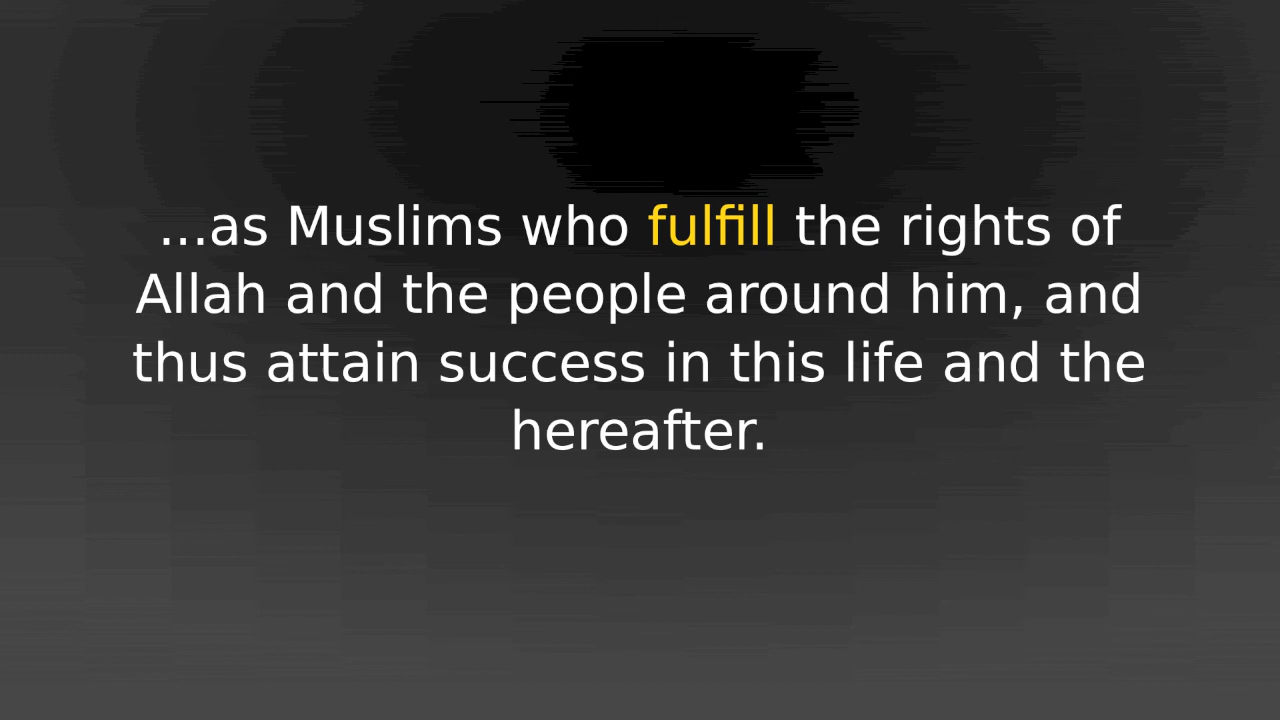 ...as Muslims who fulfill the rights of
Allah and the people around him, and
thus attain success in this life and the
hereafter.